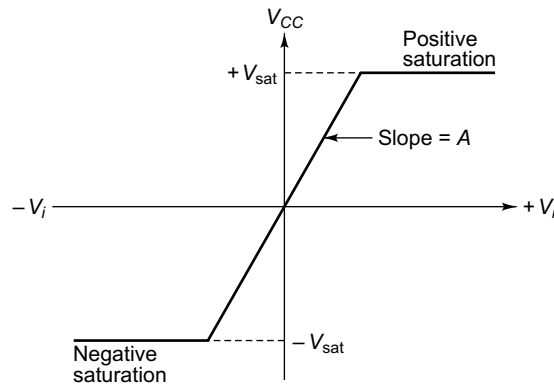 V_CC
Positive
saturation
+ V_sat
Slope = A
– V_i
+ V_i
– V_sat
Negative
saturation